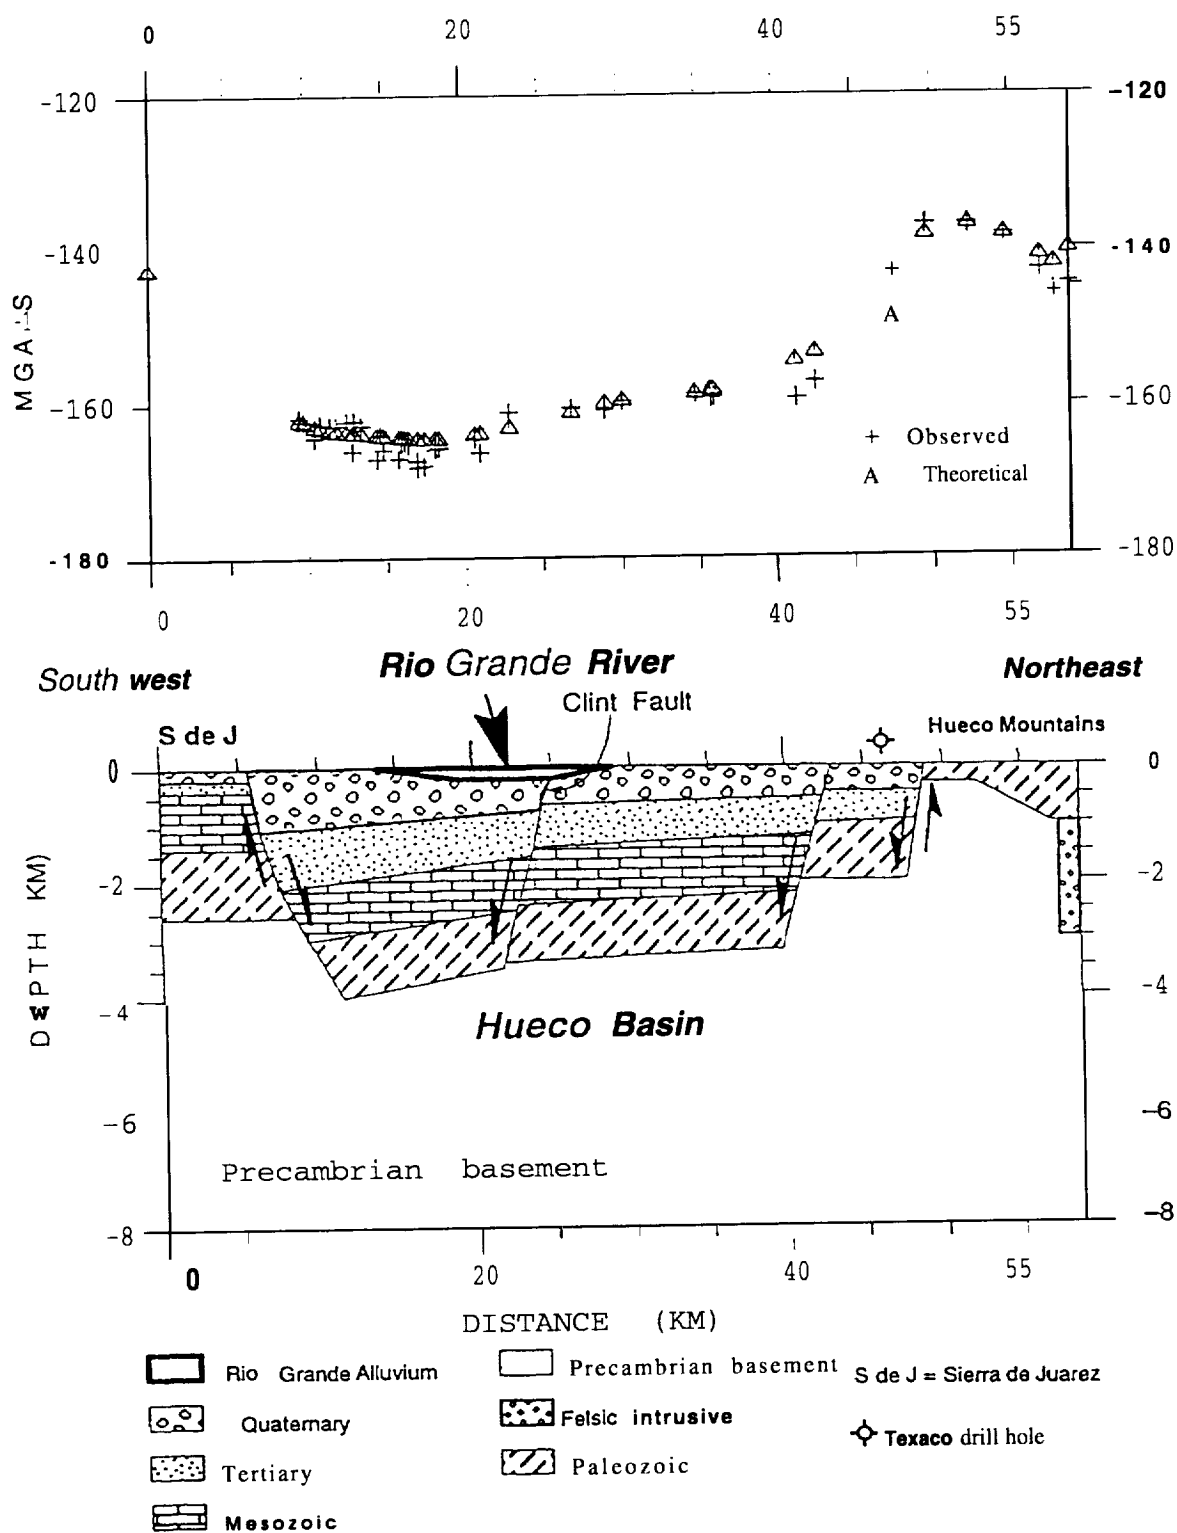 0 20 40 55
-120 -120
-140 -140
MGALS
-160 -160
+ Observed
A Theoretical
A
-180 -180
0 20 40 55
South west Rio Grande River Northeast
Clint Fault
S de J Hueco Mountains
0 0
-2 -2
DwPTH KM)
-4 -4
Hueco Basin
-6 -6
Precambrian basement
-8 -8
0 20 40 55
DISTANCE (KM)
Rio Grande Alluvium Precambrian basement S de J = Sierra de Juarez
Quaternary Felsic intrusive Texaco drill hole
Tertiary Paleozoic
Mesozoic